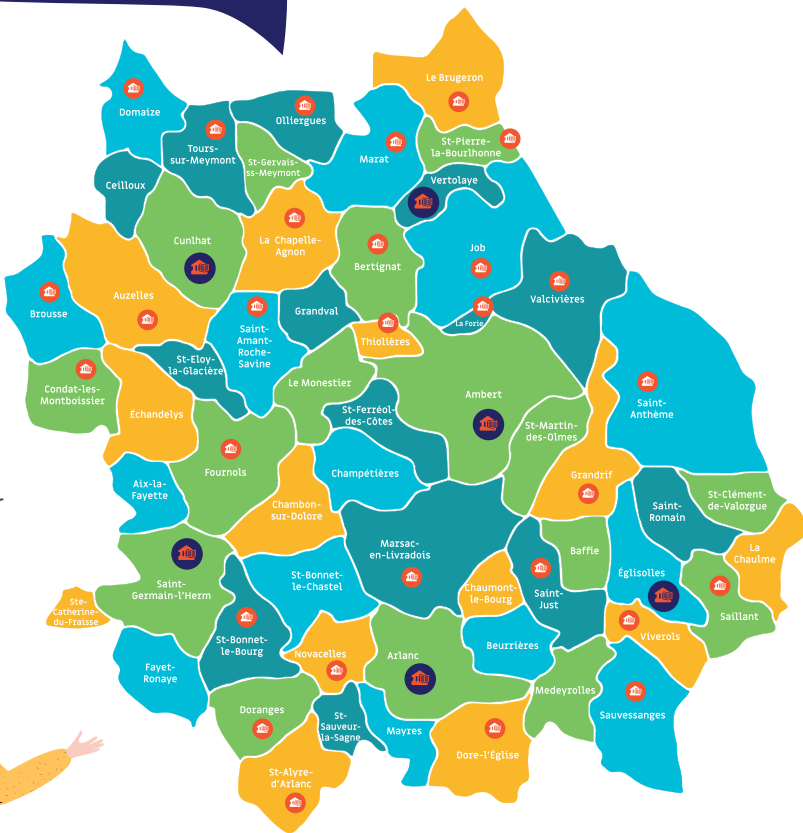 Le Brugeron
Domaize
Olliergues
Tours-
sur-Meymont
St-Pierre-
la-Bourlhonne
Marat
St-Gervais-
ss-Meymont
Vertolaye
Ceilloux
Cunlhat
La Chapelle-
Agnon
Job
Bertignat
Auzelles
Valcivières
Brousse
Grandval
La Forie
Saint-
Amant-
Roche-
Savine
Thiolières
St-Eloy-
la-Glacière
Le Monestier
Condat-les-
Montboissier
Ambert
Saint-
Anthème
Échandelys
St-Ferréol-
des-Côtes
St-Martin-
des-Olmes
Fournols
Champétières
Grandrif
Aix-la-
Fayette
Saint-
Romain
St-Clément-
de-Valorgue
Chambon-
sur-Dolore
Marsac-
en-Livradois
Baffie
La
Chaulme
St-Bonnet-
le-Chastel
Églisolles
Saint-
Germain-l'Herm
Chaumont-
le-Bourg
Saint-
Just
Ste-
Catherine-
du-Fraisse
Saillant
St-Bonnet-
le-Bourg
Viverols
Novacelles
Arlanc
Beurrières
Fayet-
Ronaye
Medeyrolles
Doranges
Sauvessanges
St-
Sauveur-
la-Sagne
Mayres
Dore-l'Église
St-Alyre-
d'Arlanc